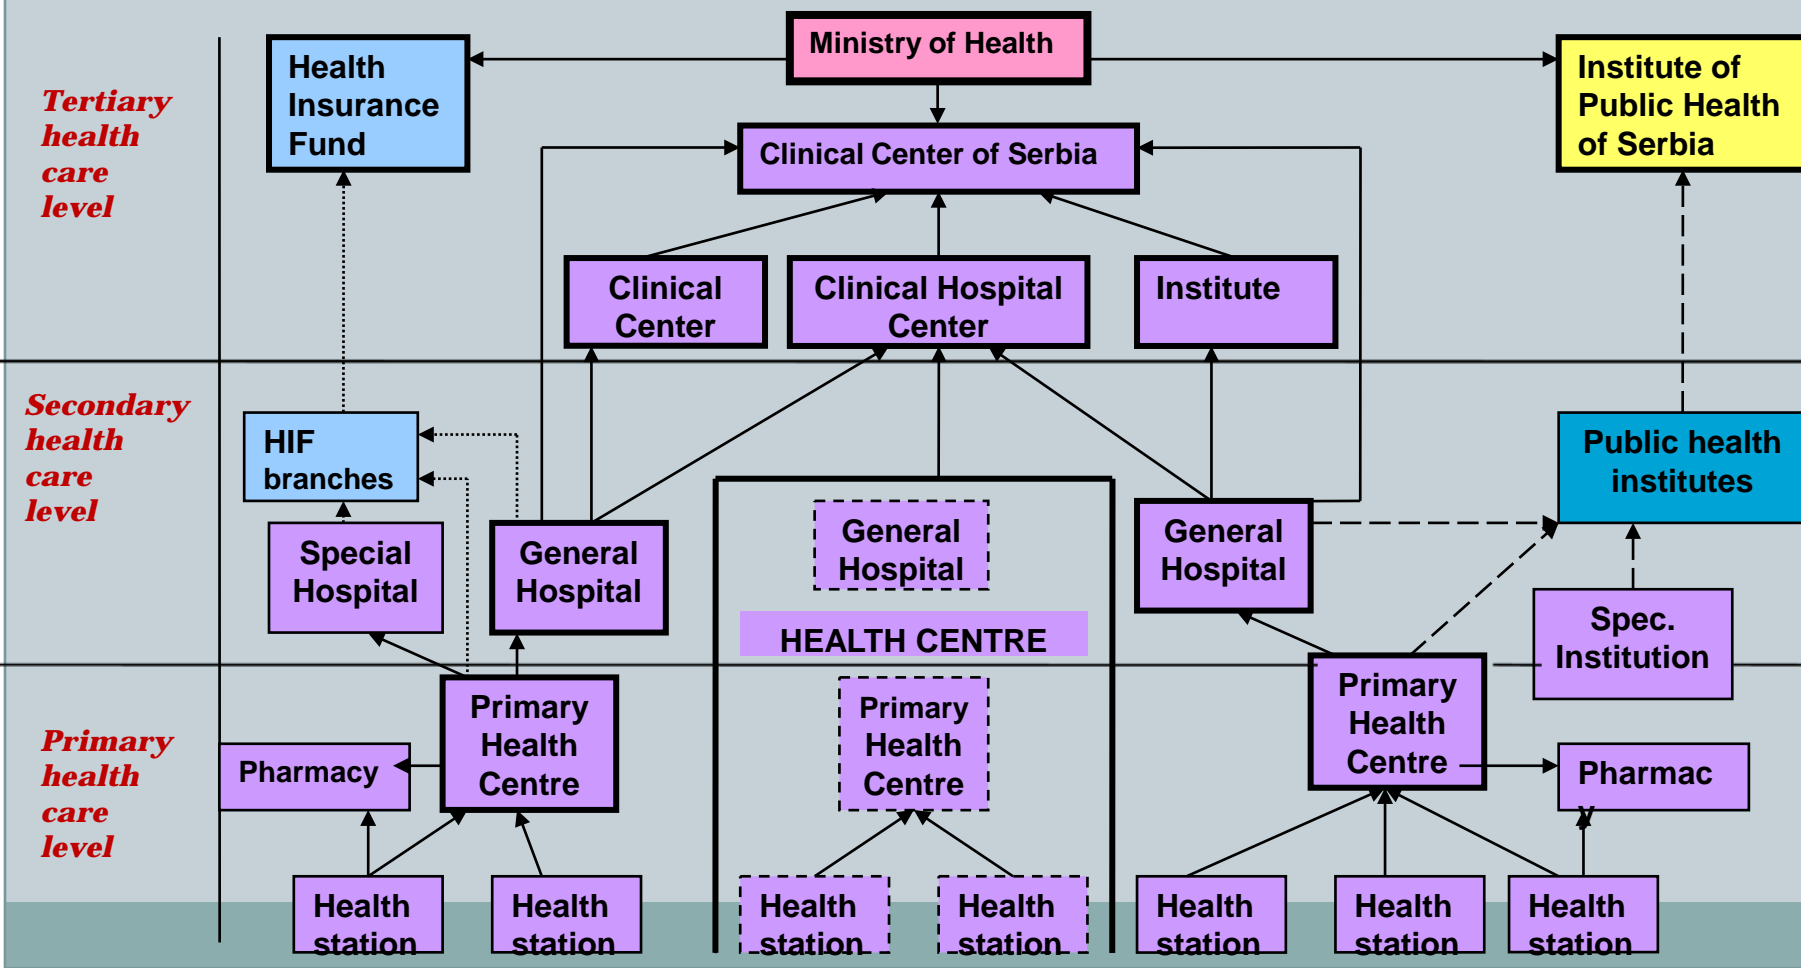 Ministry of Health
Health
Insurance
Fund
Institute of
Public Health
of Serbia
Tertiary
health
care
level
Clinical Center of Serbia
Clinical
Center
Clinical Hospital
Center
Institute
Secondary
health
care
level
HIF
branches
Public health
institutes
Special
Hospital
General
Hospital
General
Hospital
General
Hospital
HEALTH CENTRE
Spec.
Institution
Primary
health
care
level
Pharmacy
Primary
Health
Centre
Primary
Health
Centre
Primary
Health
Centre
Pharmac
y
Health
station
Health
station
Health
station
Health
station
Health
station
Health
station
Health
station